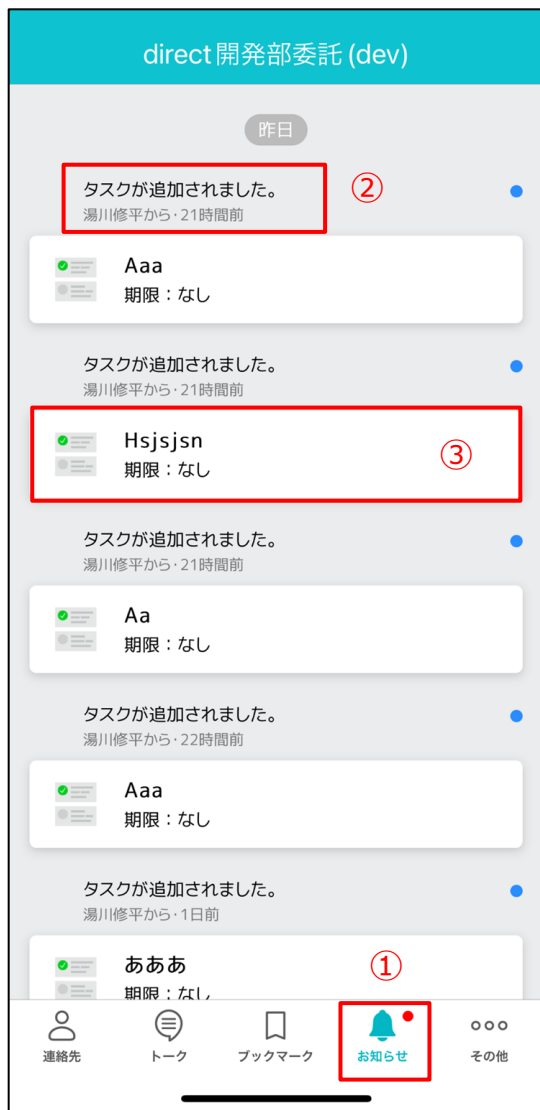 direct開発部委託 (dev)
昨日
タスクが追加されました。
②
湯川修平から・21時間前
Aaa
期限：なし
タスクが追加されました。
湯川修平から・21時間前
Hsjsjsn
③
期限：なし
タスクが追加されました。
湯川修平から・21時間前
Aa
期限：なし
タスクが追加されました。
湯川修平から・22時間前
Aaa
期限：なし
タスクが追加されました。
湯川修平から・1日前
あああ
①
期限：なし
連絡先 トーク ブックマーク お知らせ その他